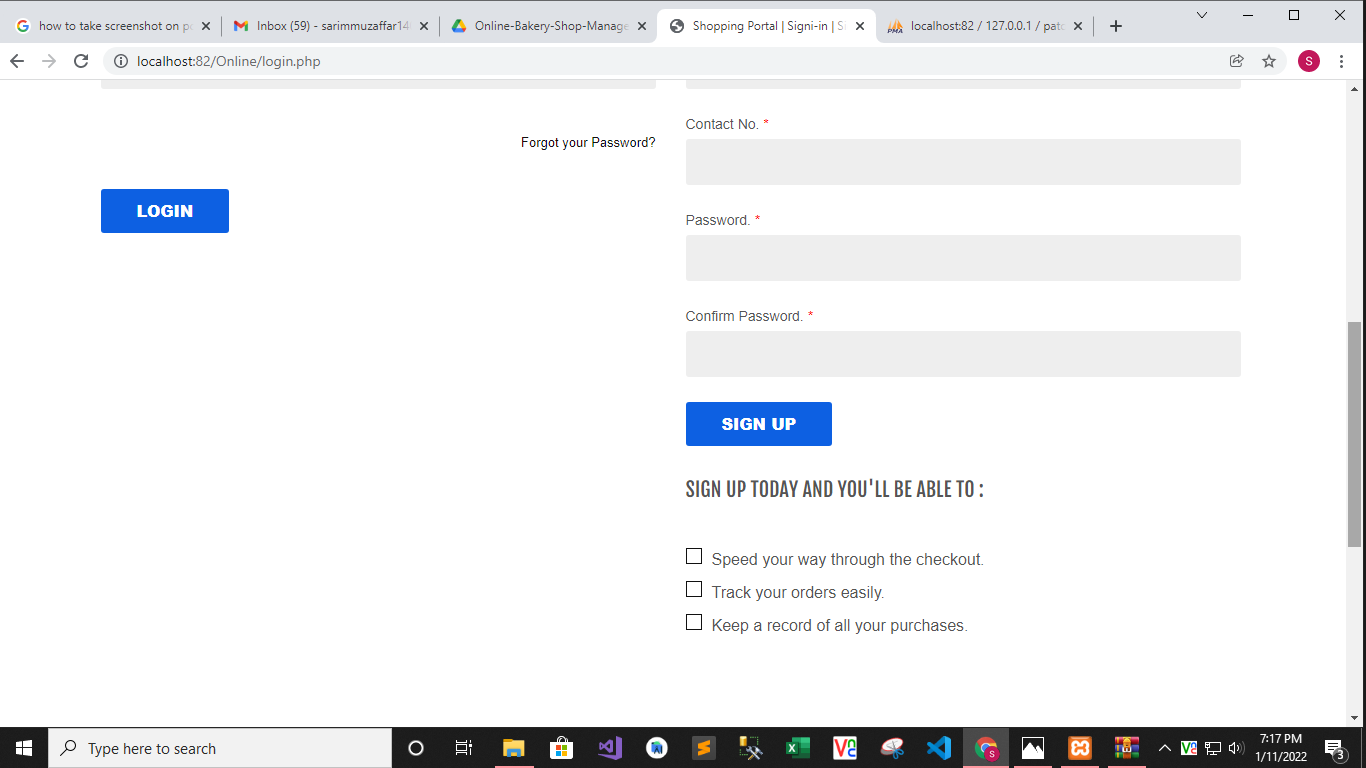 how to take screenshot on pc
Inbox (59) - sarimmuzaffar14
Online-Bakery-Shop-Manage
Shopping Portal | Signi-in | Si
localhost:82 / 127.0.0.1 / pato
localhost:82/Online/login.php
S
Forgot your Password?
LOGIN
Contact No. *
Password. *
Confirm Password. *
SIGN UP
SIGN UP TODAY AND YOU'LL BE ABLE TO :
Speed your way through the checkout.
Track your orders easily.
Keep a record of all your purchases.
Type here to search
7:17 PM
1/11/2022
3